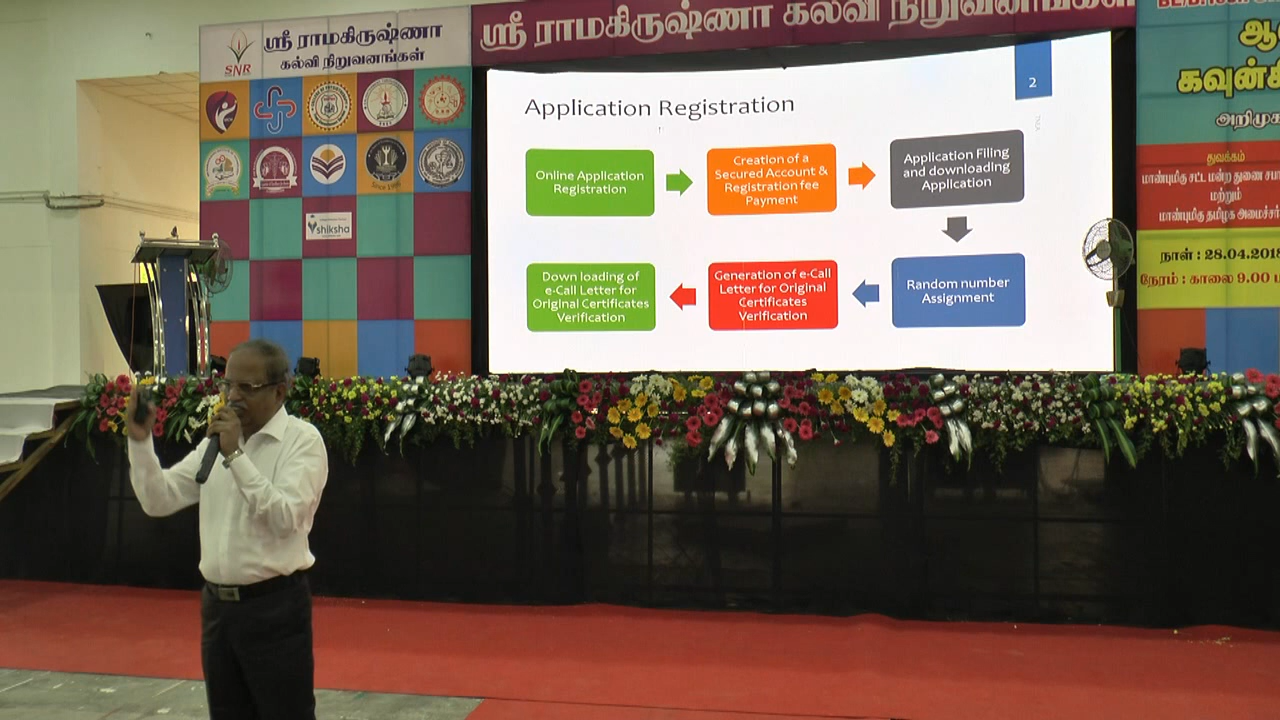 ஸ்ரீ ராமகிருஷ்ணா
கல்வி நிறுவனங்கள்
SNR
ஸ்ரீ ராமகிருஷ்ணா கல்வி நிறுவனங்கள்
shiksha
Since 1990
2
Application Registration
Online Application
Registration
Creation of a
Secured Account &
Registration fee
Payment
Application Filing
and downloading
Application
Random number
Assignment
Generation of e-Call
Letter for Original
Certificates
Verification
Down loading of
e-Call Letter for
Original Certificates
Verification
துவக்கம்
மாண்புமிகு சட்ட மன்ற துணை
மற்றும்
மாண்புமிகு தமிழக
நாள் : 28.04.2018
நேரம் : காலை 9.00